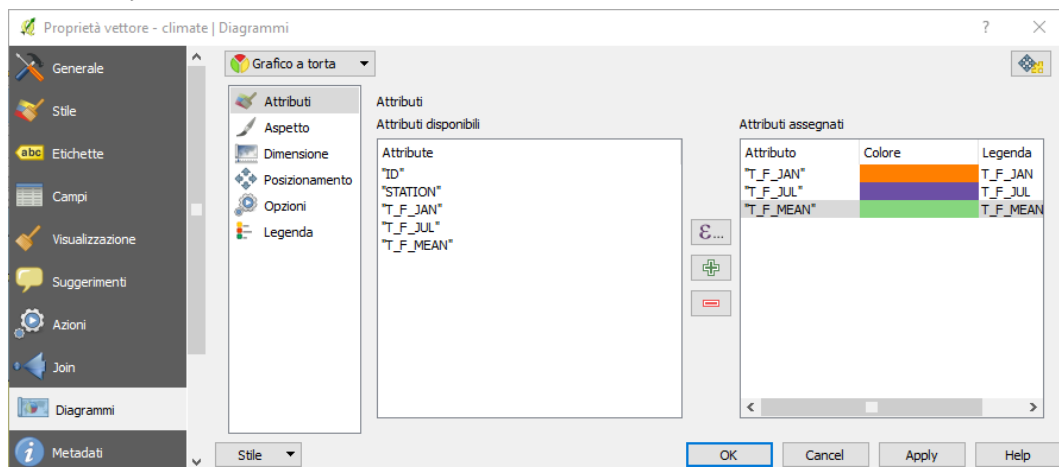 Proprietà vettore - climate | Diagrammi
? ×
Generale
Stile
abc Etichette
Campi
Visualizzazione
Suggerimenti
Azioni
Join
Diagrammi
Metadati
Grafico a torta
Attributi
Aspetto
Dimensione
Posizionamento
Opzioni
Legenda
Attributi
Attributi disponibili
Attribute
"ID"
"STATION"
"T_F_JAN"
"T_F_JUL"
"T_F_MEAN"
ε...
Attributi assegnati
Attributo Colore Legenda
"T_F_JAN" T_F_JAN
"T_F_JUL" T_F_JUL
"T_F_MEAN" T_F_MEAN
Stile
OK Cancel Apply Help